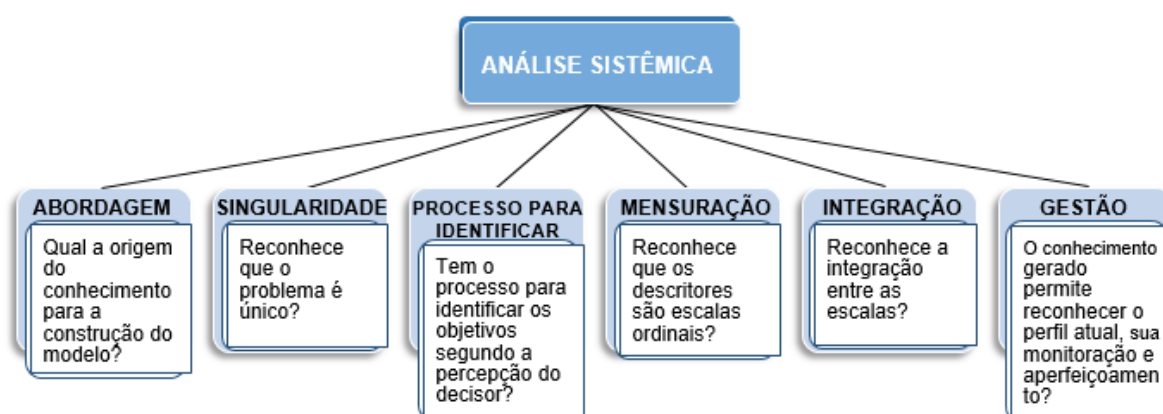 ANÁLISE SISTÊMICA
ABORDAGEM
Qual a origem
do
conhecimento
para a
construção do
modelo?
SINGULARIDADE
Reconhece
que o
problema é
único?
PROCESSO PARA
IDENTIFICAR
Tem o
processo para
identificar os
objetivos
segundo a
percepção do
decisor?
MENSURAÇÃO
Reconhece
que os
descritores
são escalas
ordinais?
INTEGRAÇÃO
Reconhece a
integração
entre as
escalas?
GESTÃO
O conhecimento
gerado
permite
reconhecer o
perfil atual, sua
monitoração e
aperfeiçoamen
to?